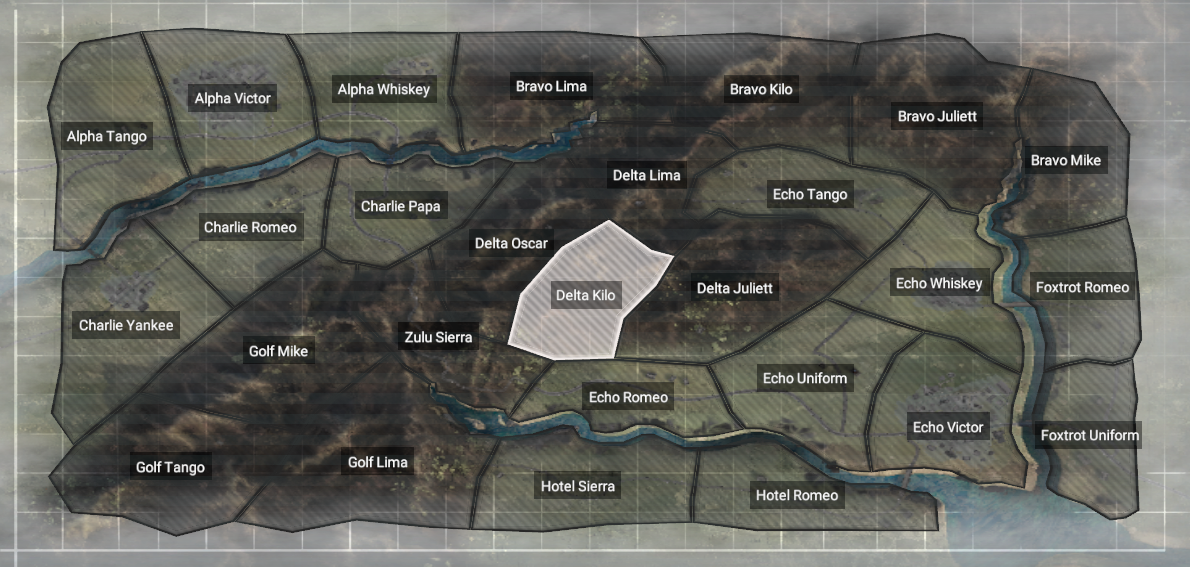 Bravo Lima
Alpha Whiskey
Bravo Kilo
Alpha Victor
Bravo Juliett
Alpha Tango
Bravo Mike
Delta Lima
Echo Tango
Charlie Papa
Charlie Romeo
Delta Oscar
Echo Whiskey
Foxtrot Romeo
Delta Juliett
Delta Kilo
Charlie Yankee
Zulu Sierra
Golf Mike
Echo Uniform
Echo Romeo
Echo Victor
Foxtrot Uniform
Golf Lima
Golf Tango
Hotel Sierra
Hotel Romeo